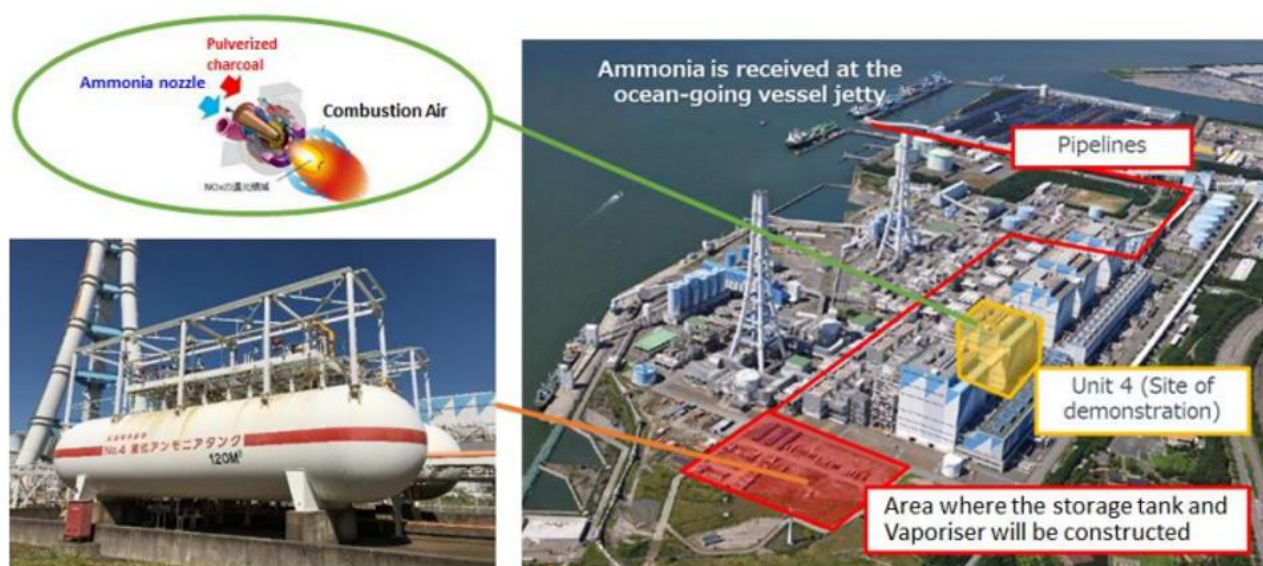 Pulverized
charcoal
Ammonia nozzle
Combustion Air
NOxの還元領域
Ammonia is received at the
ocean-going vessel jetty
Pipelines
Unit 4 (Site of
demonstration)
Area where the storage tank and
Vaporiser will be constructed
No.4 液化アンモニアタンク
120M³